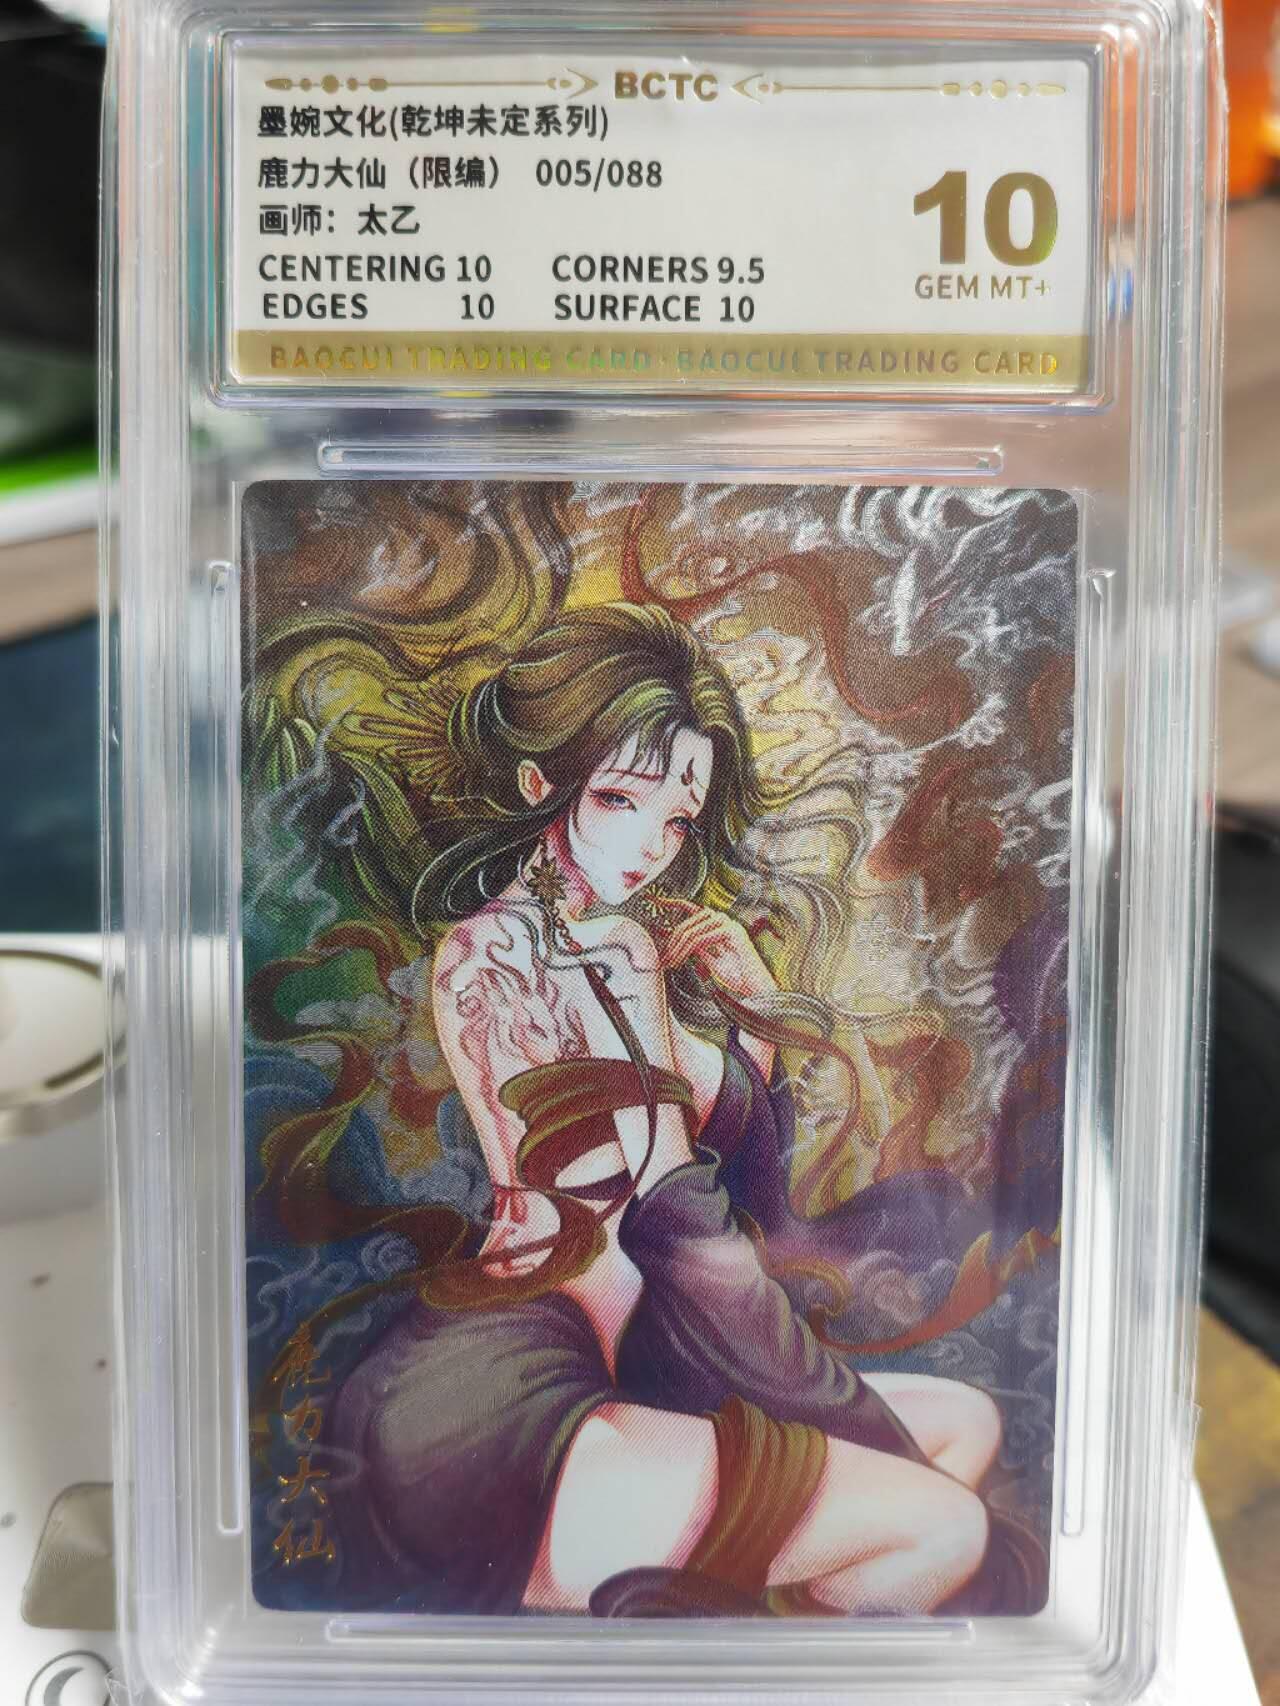 BCTC
墨婉文化(乾坤未定系列)
鹿力大仙（限编） 005/088
画师：太乙
CENTERING 10 CORNERS 9.5
EDGES 10 SURFACE 10
10
GEM MT+
BAOCUI TRADING CARD·BAOCUI TRADING CARD
鹿力大仙